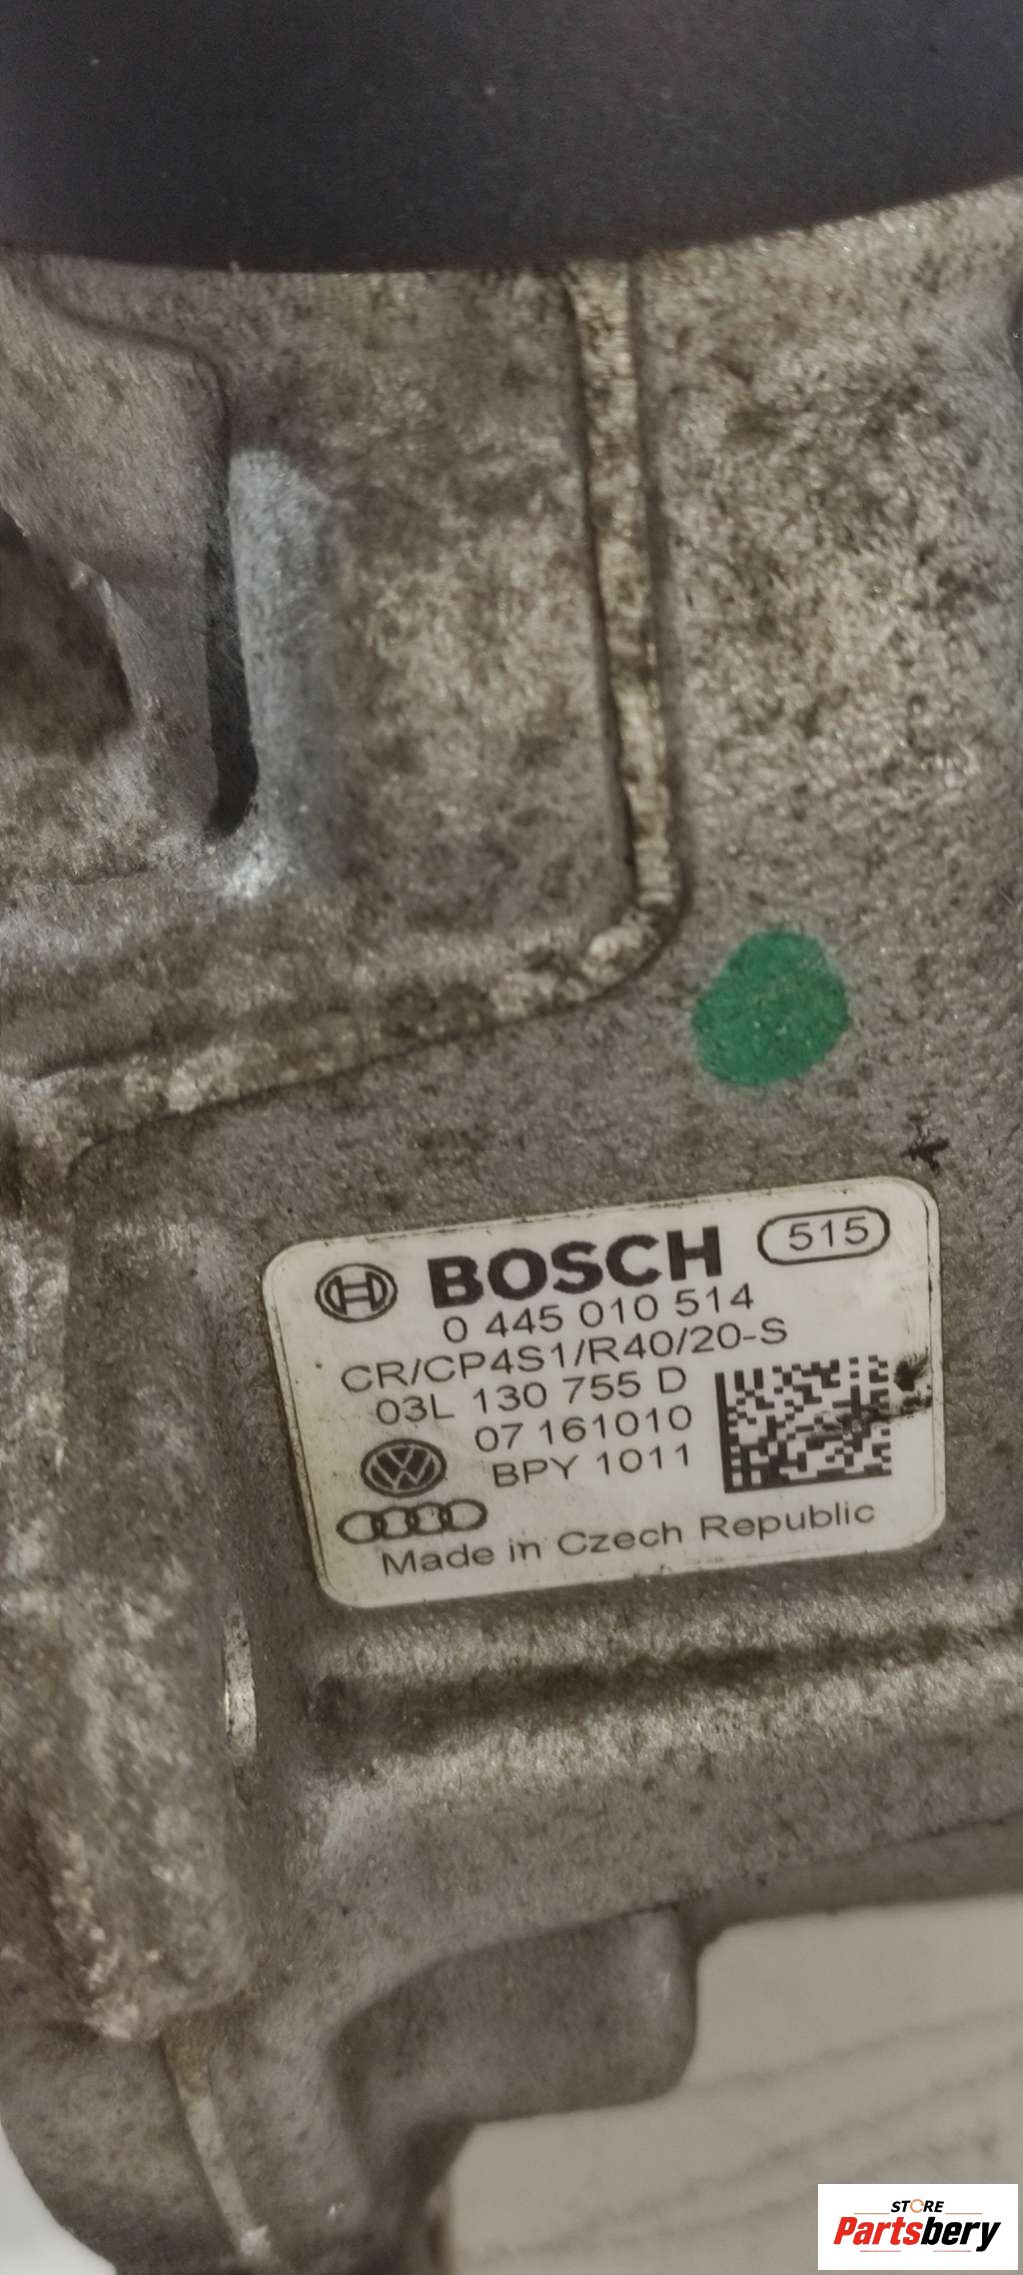 BOSCH 515
0 445 010 514
CR/CP4S1/R40/20-S
03L 130 755 D
07 161010
BPY 1011
Made in Czech Republic
STORE
Partsbery